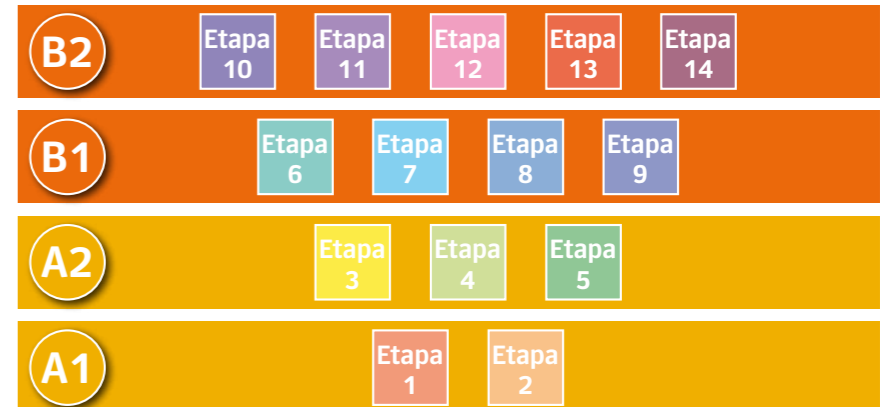 B2
Etapa 10
Etapa 11
Etapa 12
Etapa 13
Etapa 14
B1
Etapa 6
Etapa 7
Etapa 8
Etapa 9
A2
Etapa 3
Etapa 4
Etapa 5
A1
Etapa 1
Etapa 2